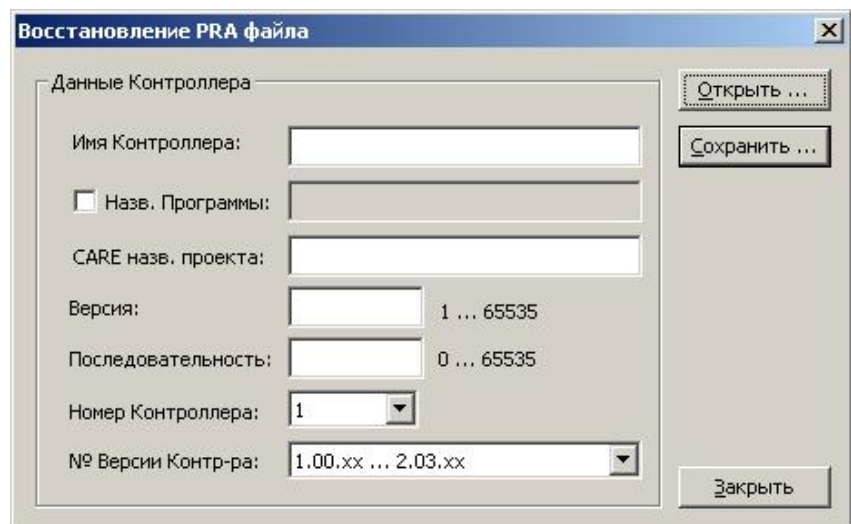 Восстановление PRA файла
Данные Контроллера
Открыть ...
Имя Контроллера:
Сохранить ...
Назв. Программы:
CARE назв. проекта:
Версия:
1 ... 65535
Последовательность:
0 ... 65535
Номер Контроллера:
1
№ Версии Контр-ра:
1.00.xx ... 2.03.xx
Закрыть